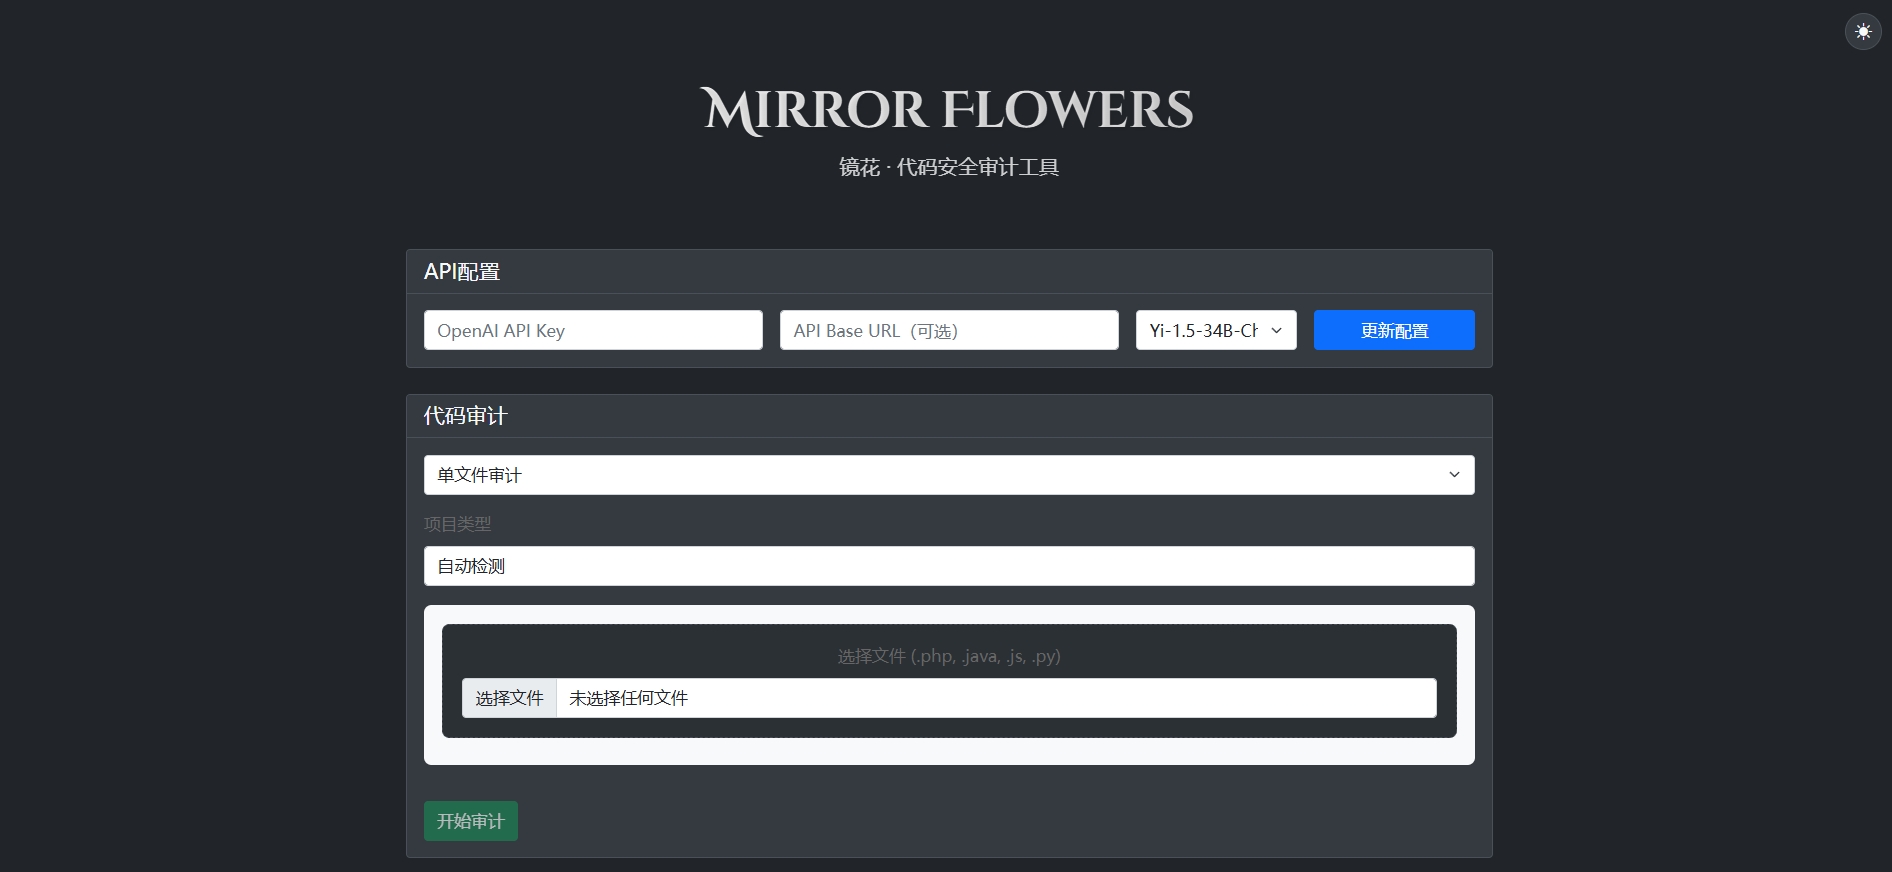 MIRROR FLOWERS
镜花 · 代码安全审计工具
API配置
OpenAI API Key
API Base URL（可选）
Yi-1.5-34B-Ch
更新配置
代码审计
单文件审计
项目类型
自动检测
选择文件 (.php, .java, .js, .py)
选择文件 未选择任何文件
开始审计